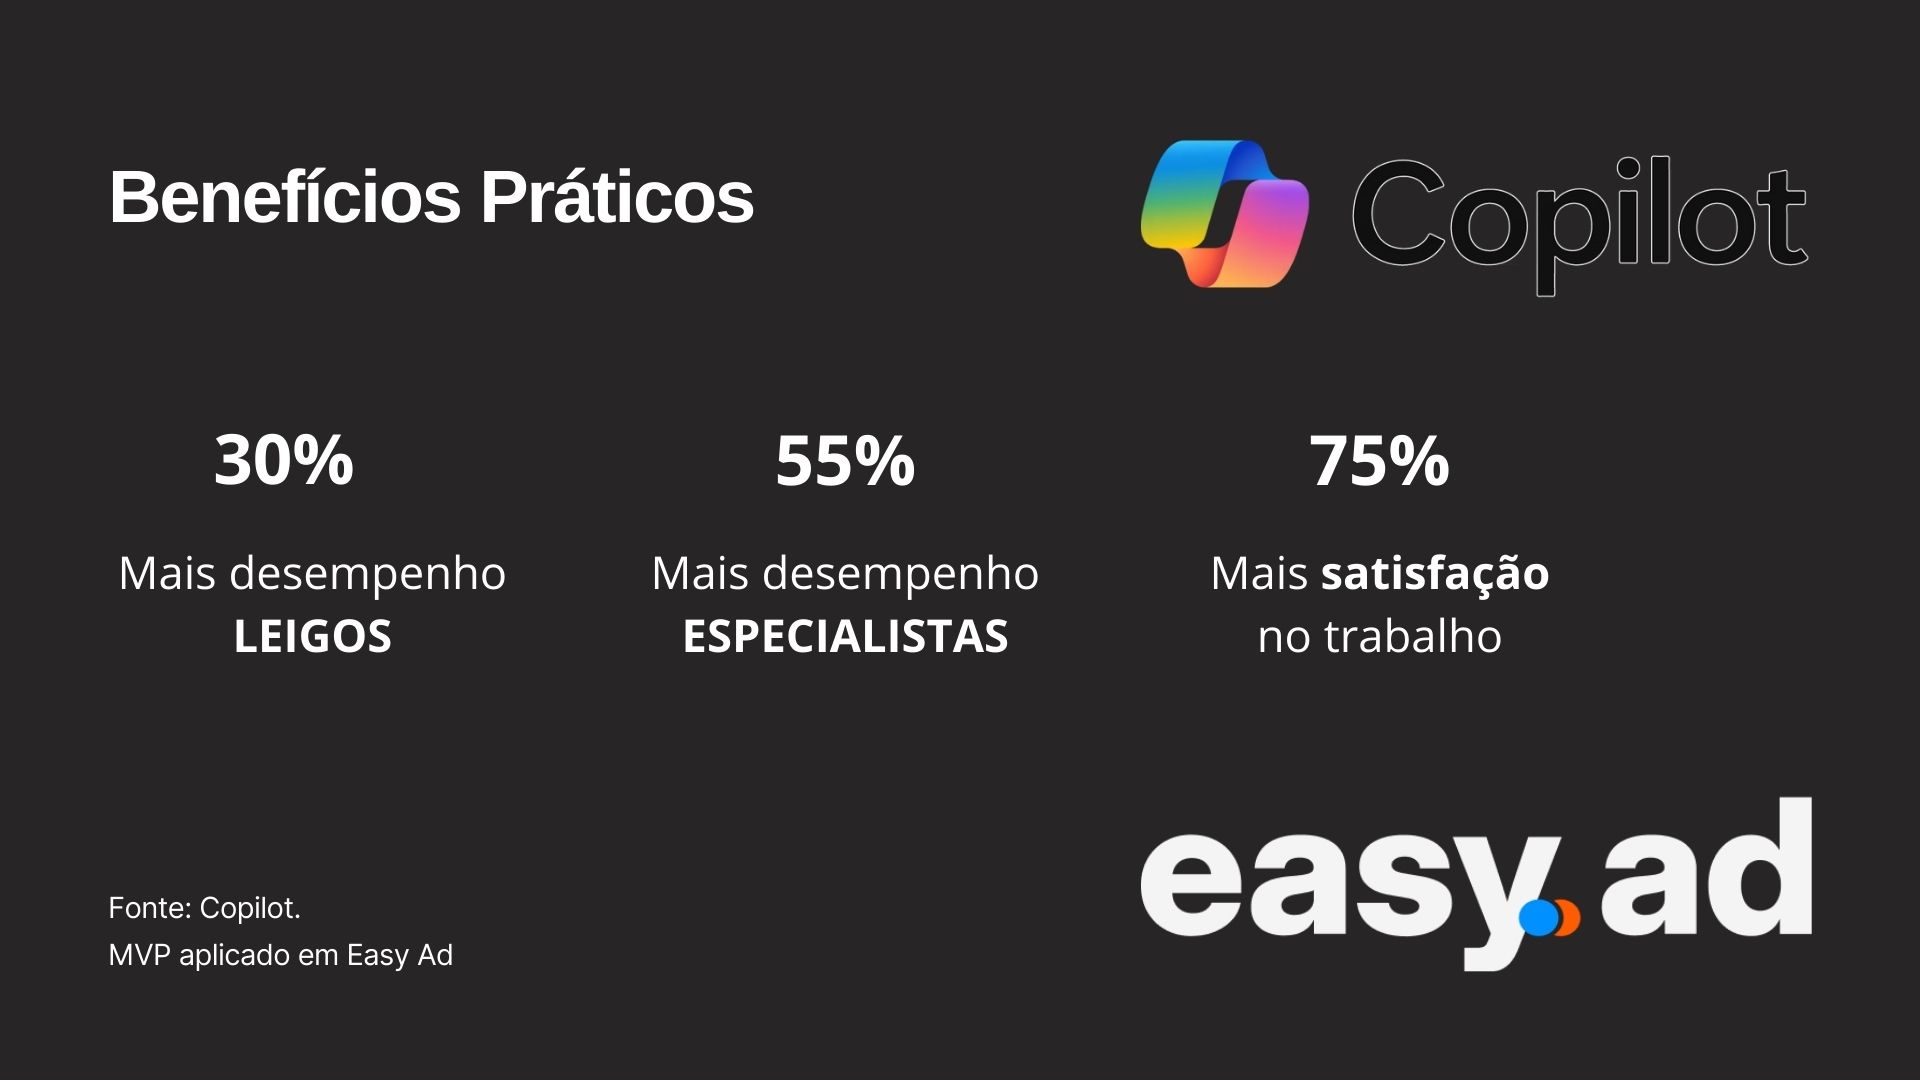 Benefícios Práticos
Copilot
30%
Mais desempenho
LEIGOS
55%
Mais desempenho
ESPECIALISTAS
75%
Mais satisfação
no trabalho
Fonte: Copilot.
MVP aplicado em Easy Ad
easy ad